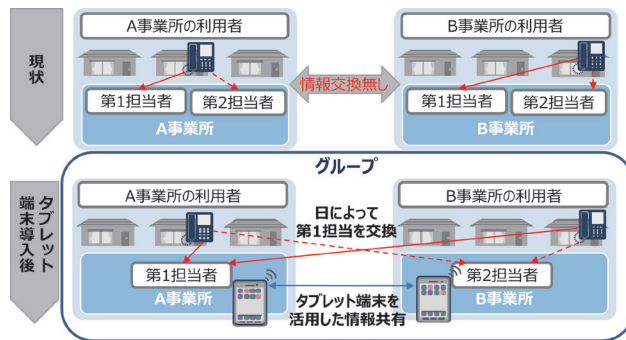 現状
A事業所の利用者
B事業所の利用者
情報交換無し
第1担当者
第2担当者
A事業所
第1担当者
第2担当者
B事業所
グループ
タブレット
端末導入後
A事業所の利用者
B事業所の利用者
日によって
第1担当を交換
第1担当者
A事業所
第2担当者
B事業所
タブレット端末を
活用した情報共有